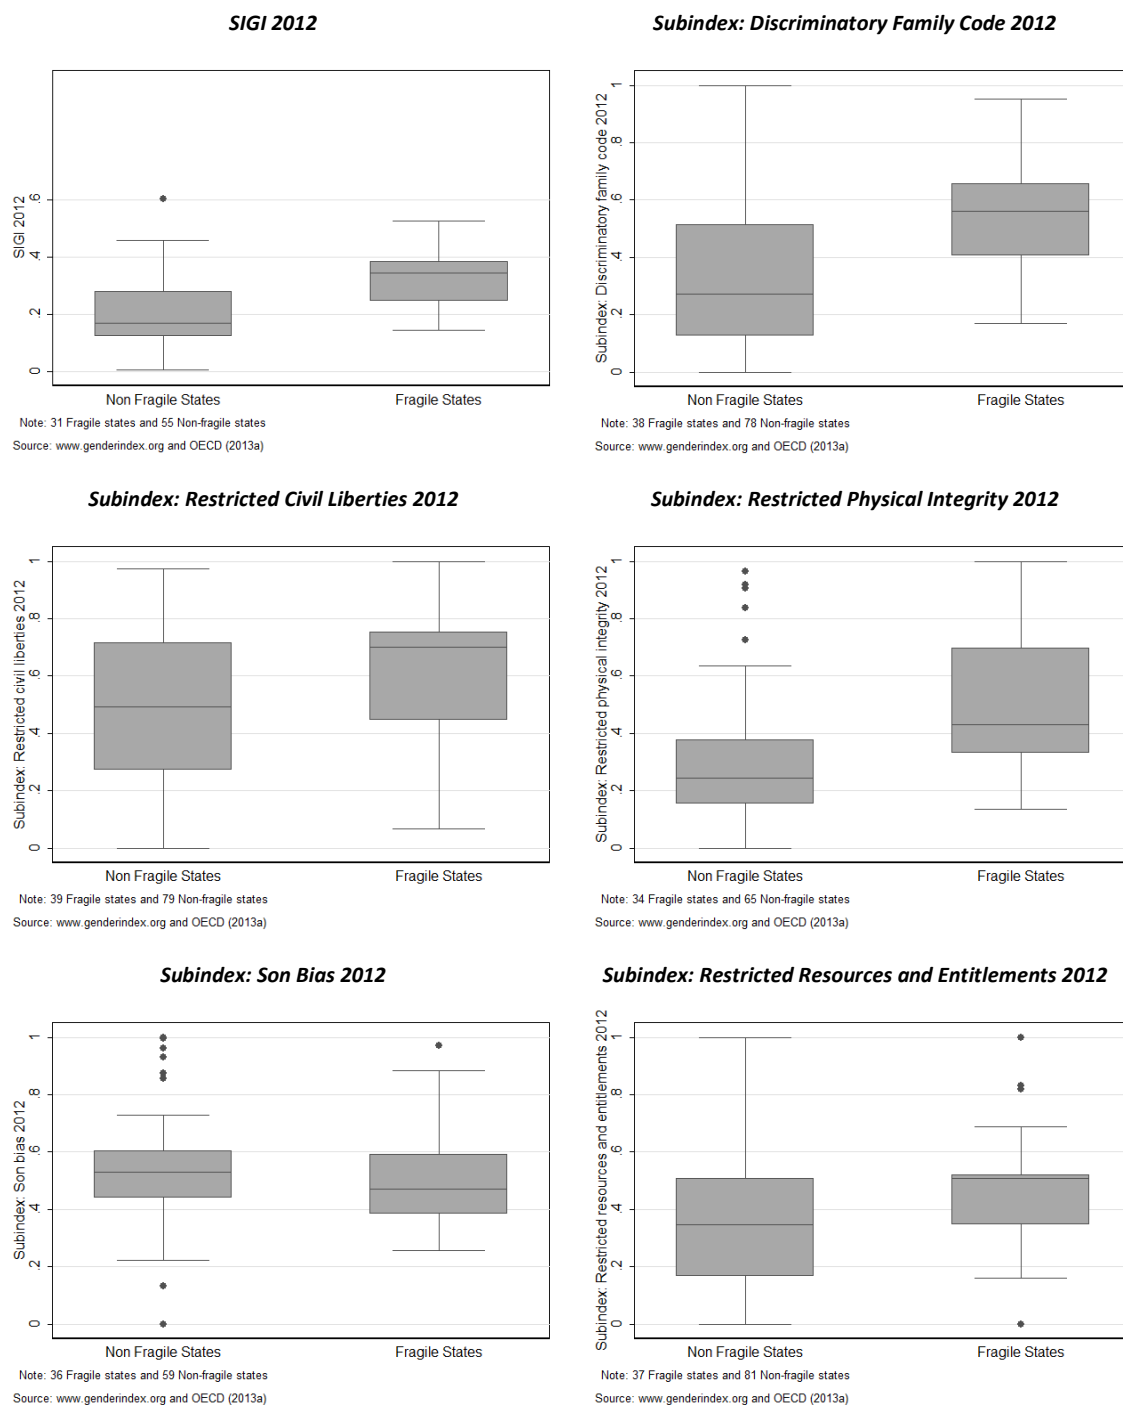 SIGI 2012
SIGI 2012
0
.2
.4
.6
Non Fragile States
Fragile States
Note: 31 Fragile states and 55 Non-fragile states
Source: www.genderindex.org and OECD (2013a)
Subindex: Discriminatory Family Code 2012
Subindex: Discriminatory family code 2012
0
.2
.4
.6
.8
1
Non Fragile States
Fragile States
Note: 38 Fragile states and 78 Non-fragile states
Source: www.genderindex.org and OECD (2013a)
Subindex: Restricted Civil Liberties 2012
Subindex: Restricted civil liberties 2012
0
.2
.4
.6
.8
1
Non Fragile States
Fragile States
Note: 39 Fragile states and 79 Non-fragile states
Source: www.genderindex.org and OECD (2013a)
Subindex: Restricted Physical Integrity 2012
Subindex: Restricted physical integrity 2012
0
.2
.4
.6
.8
1
Non Fragile States
Fragile States
Note: 34 Fragile states and 65 Non-fragile states
Source: www.genderindex.org and OECD (2013a)
Subindex: Son Bias 2012
Subindex: Son bias 2012
0
.2
.4
.6
.8
1
Non Fragile States
Fragile States
Note: 36 Fragile states and 59 Non-fragile states
Source: www.genderindex.org and OECD (2013a)
Subindex: Restricted Resources and Entitlements 2012
Subindex: Restricted resources and entitlements 2012
0
.2
.4
.6
.8
1
Non Fragile States
Fragile States
Note: 37 Fragile states and 81 Non-fragile states
Source: www.genderindex.org and OECD (2013a)